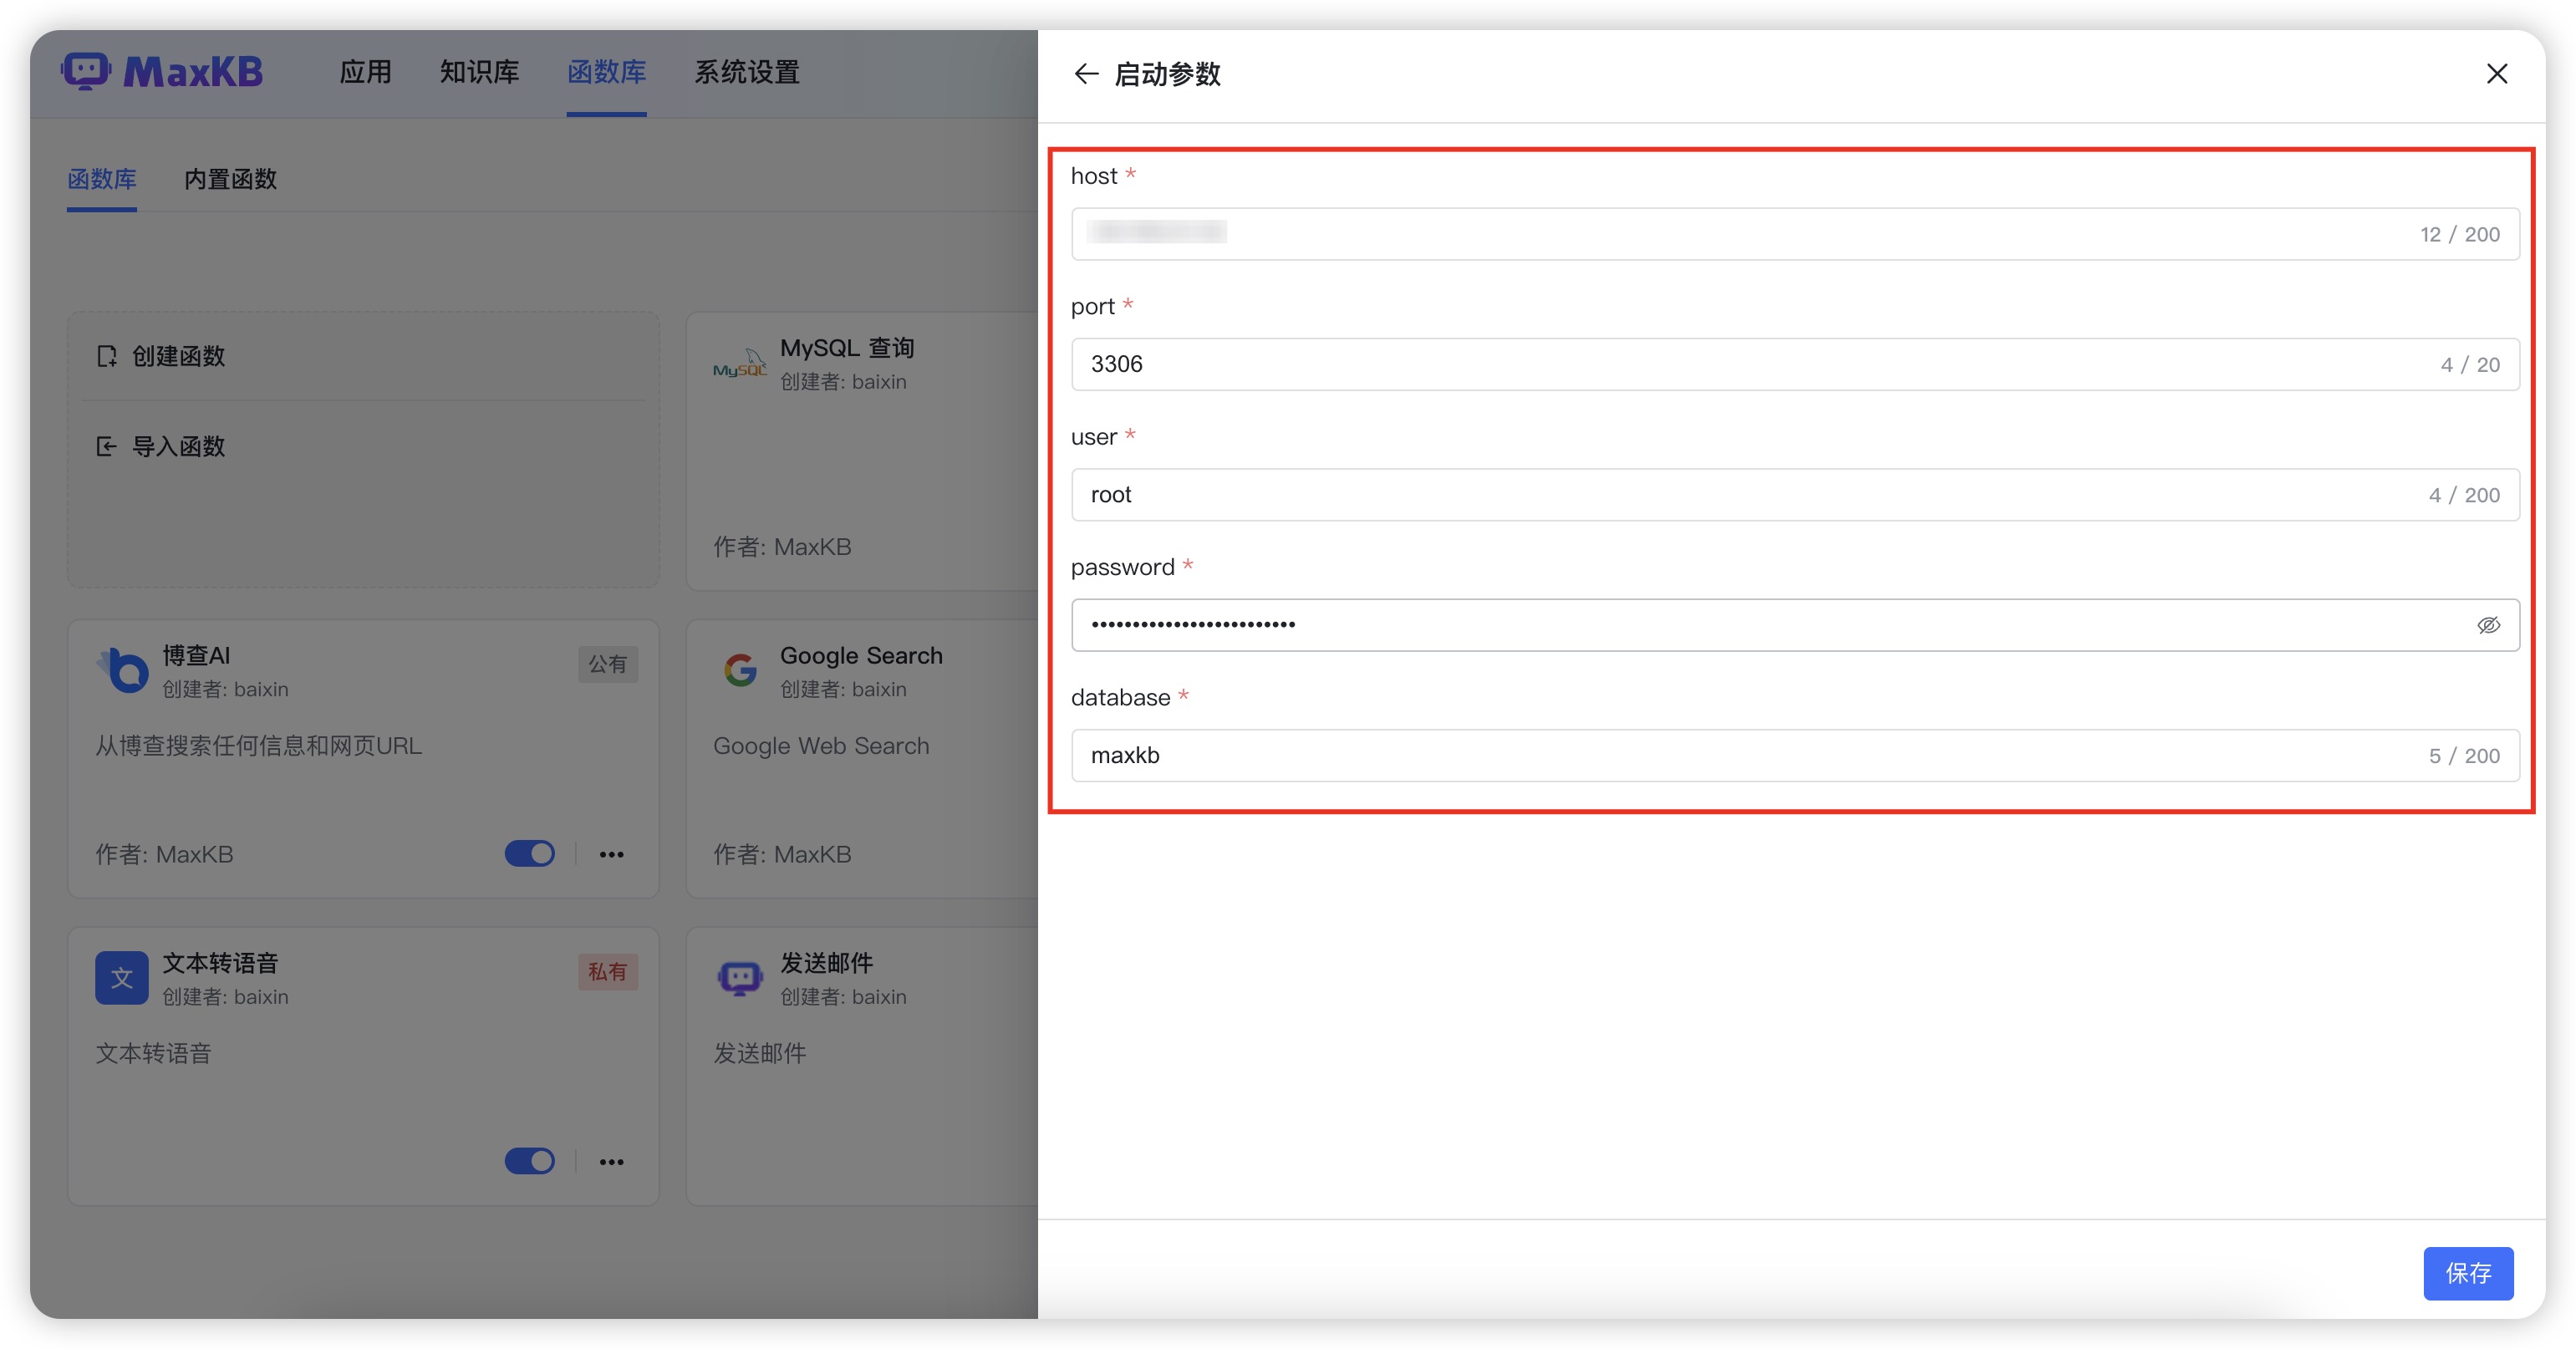 MaxKB
应用
知识库
函数库
系统设置
函数库
内置函数
创建函数
导入函数
MySQL
MySQL 查询
创建者: baixin
作者: MaxKB
博查AI
创建者: baixin
公有
从博查搜索任何信息和网页URL
作者: MaxKB
Google Search
创建者: baixin
Google Web Search
作者: MaxKB
文
文本转语音
创建者: baixin
私有
文本转语音
发送邮件
创建者: baixin
发送邮件
启动参数
host *
12 / 200
port *
3306
4 / 20
user *
root
4 / 200
password *
•••••••••••••••••••••••••
database *
maxkb
5 / 200
保存